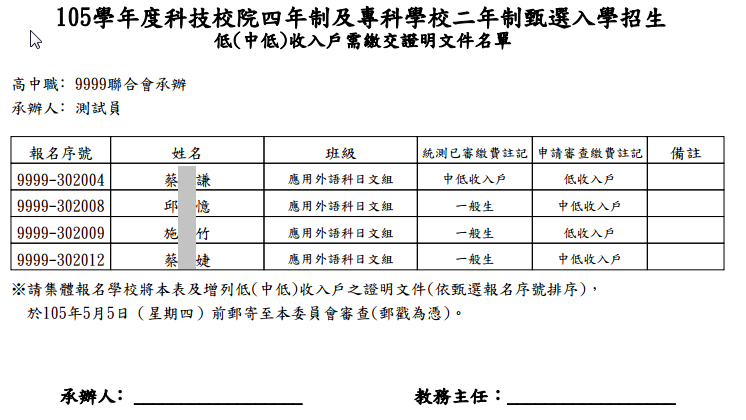 105學年度科技校院四年制及專科學校二年制甄選入學招生
低(中低)收入戶需繳交證明文件名單
高中職: 9999聯合會承辦
承辦人: 測試員
報名序號 姓名 班級 統測已審繳費註記 申請審查繳費註記 備註
9999-302004 蔡 謙 應用外語科日文組 中低收入戶 低收入戶
9999-302008 邱 憶 應用外語科日文組 一般生 中低收入戶
9999-302009 施 竹 應用外語科日文組 一般生 低收入戶
9999-302012 蔡 婕 應用外語科日文組 一般生 中低收入戶
※請集體報名學校將本表及增列低(中低)收入戶之證明文件(依甄選報名序號排序)，
於105年5月5日（星期四）前郵寄至本委員會審查(郵戳為憑)。
承辦人: 教務主任：